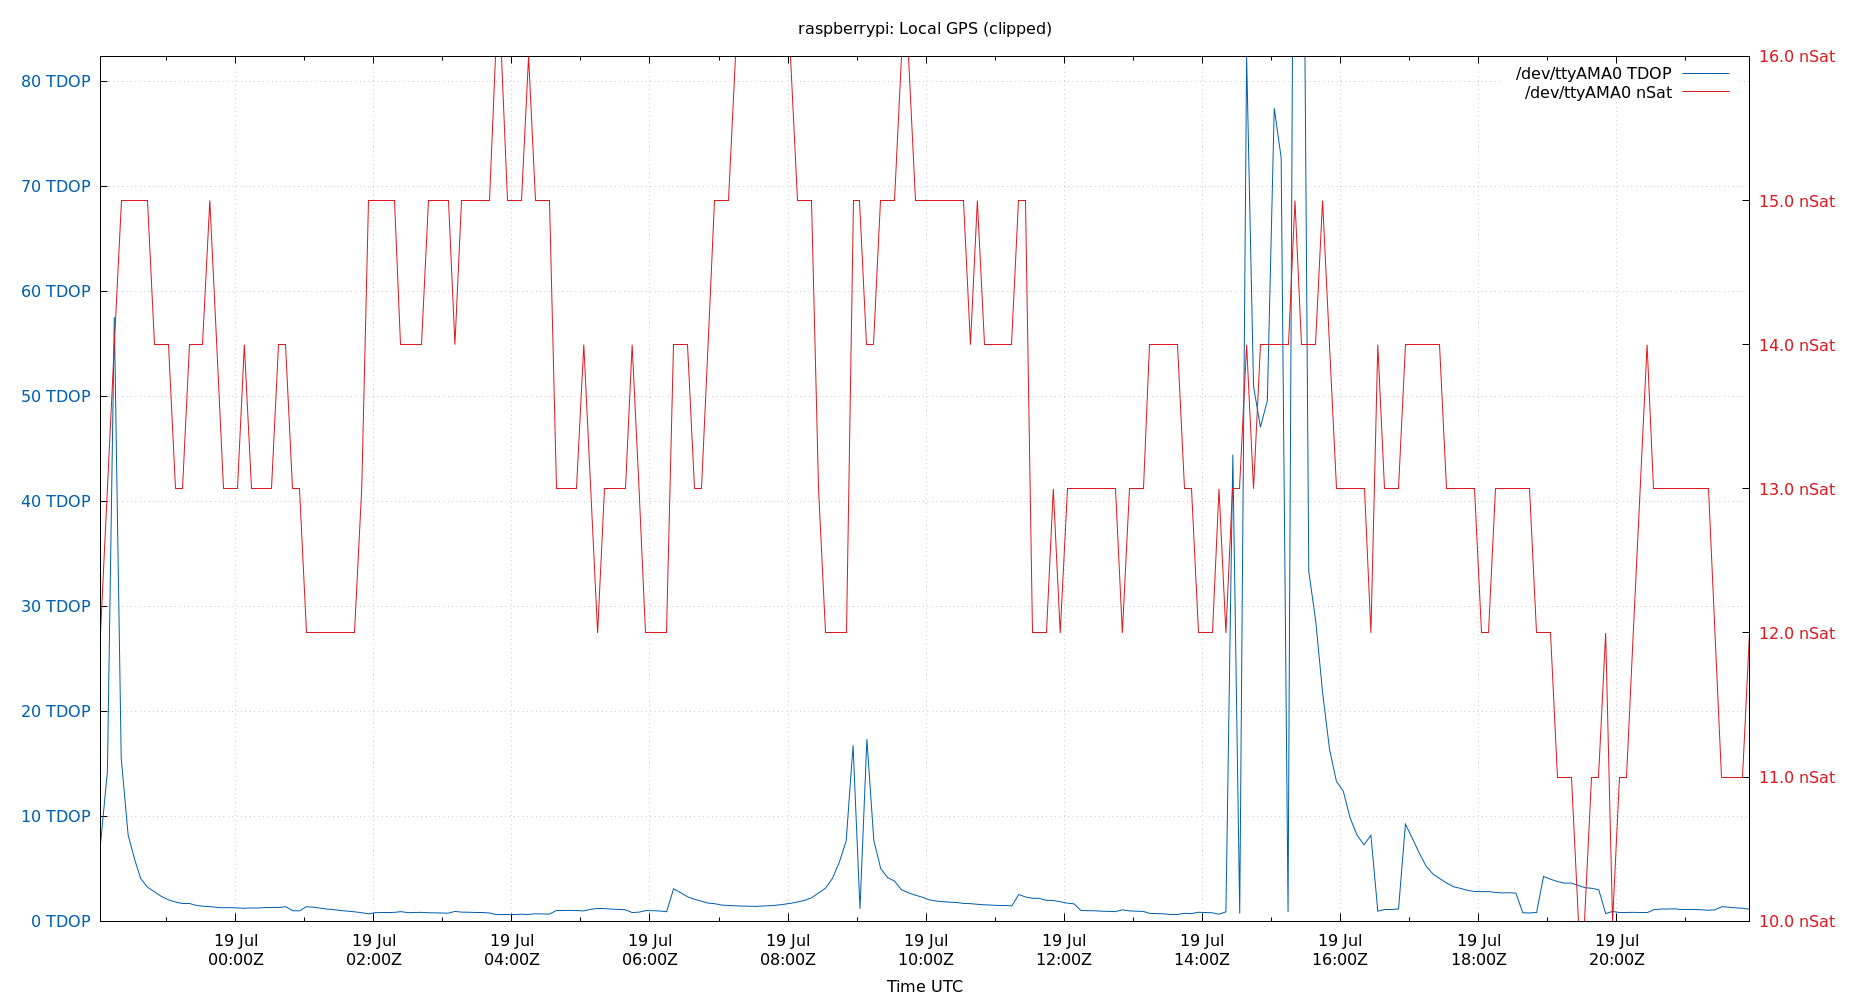 raspberrypi: Local GPS (clipped)
/dev/ttyAMA0 TDOP
/dev/ttyAMA0 nSat
80 TDOP
70 TDOP
60 TDOP
50 TDOP
40 TDOP
30 TDOP
20 TDOP
10 TDOP
0 TDOP
16.0 nSat
15.0 nSat
14.0 nSat
13.0 nSat
12.0 nSat
11.0 nSat
10.0 nSat
19 Jul
00:00Z
19 Jul
02:00Z
19 Jul
04:00Z
19 Jul
06:00Z
19 Jul
08:00Z
19 Jul
10:00Z
19 Jul
12:00Z
19 Jul
14:00Z
19 Jul
16:00Z
19 Jul
18:00Z
19 Jul
20:00Z
Time UTC